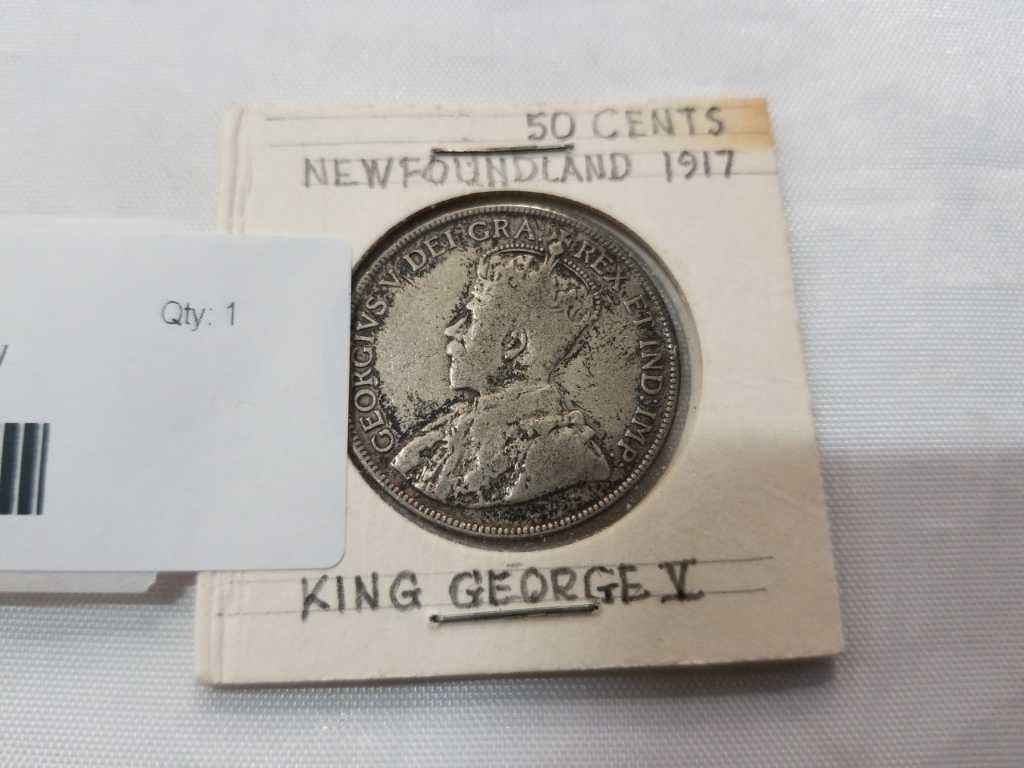 50 CENTS
NEWFOUNDLAND 1917
GEORGIVS V DEI GRA: REX ET IND: IMP:
Qty: 1
KING GEORGE V